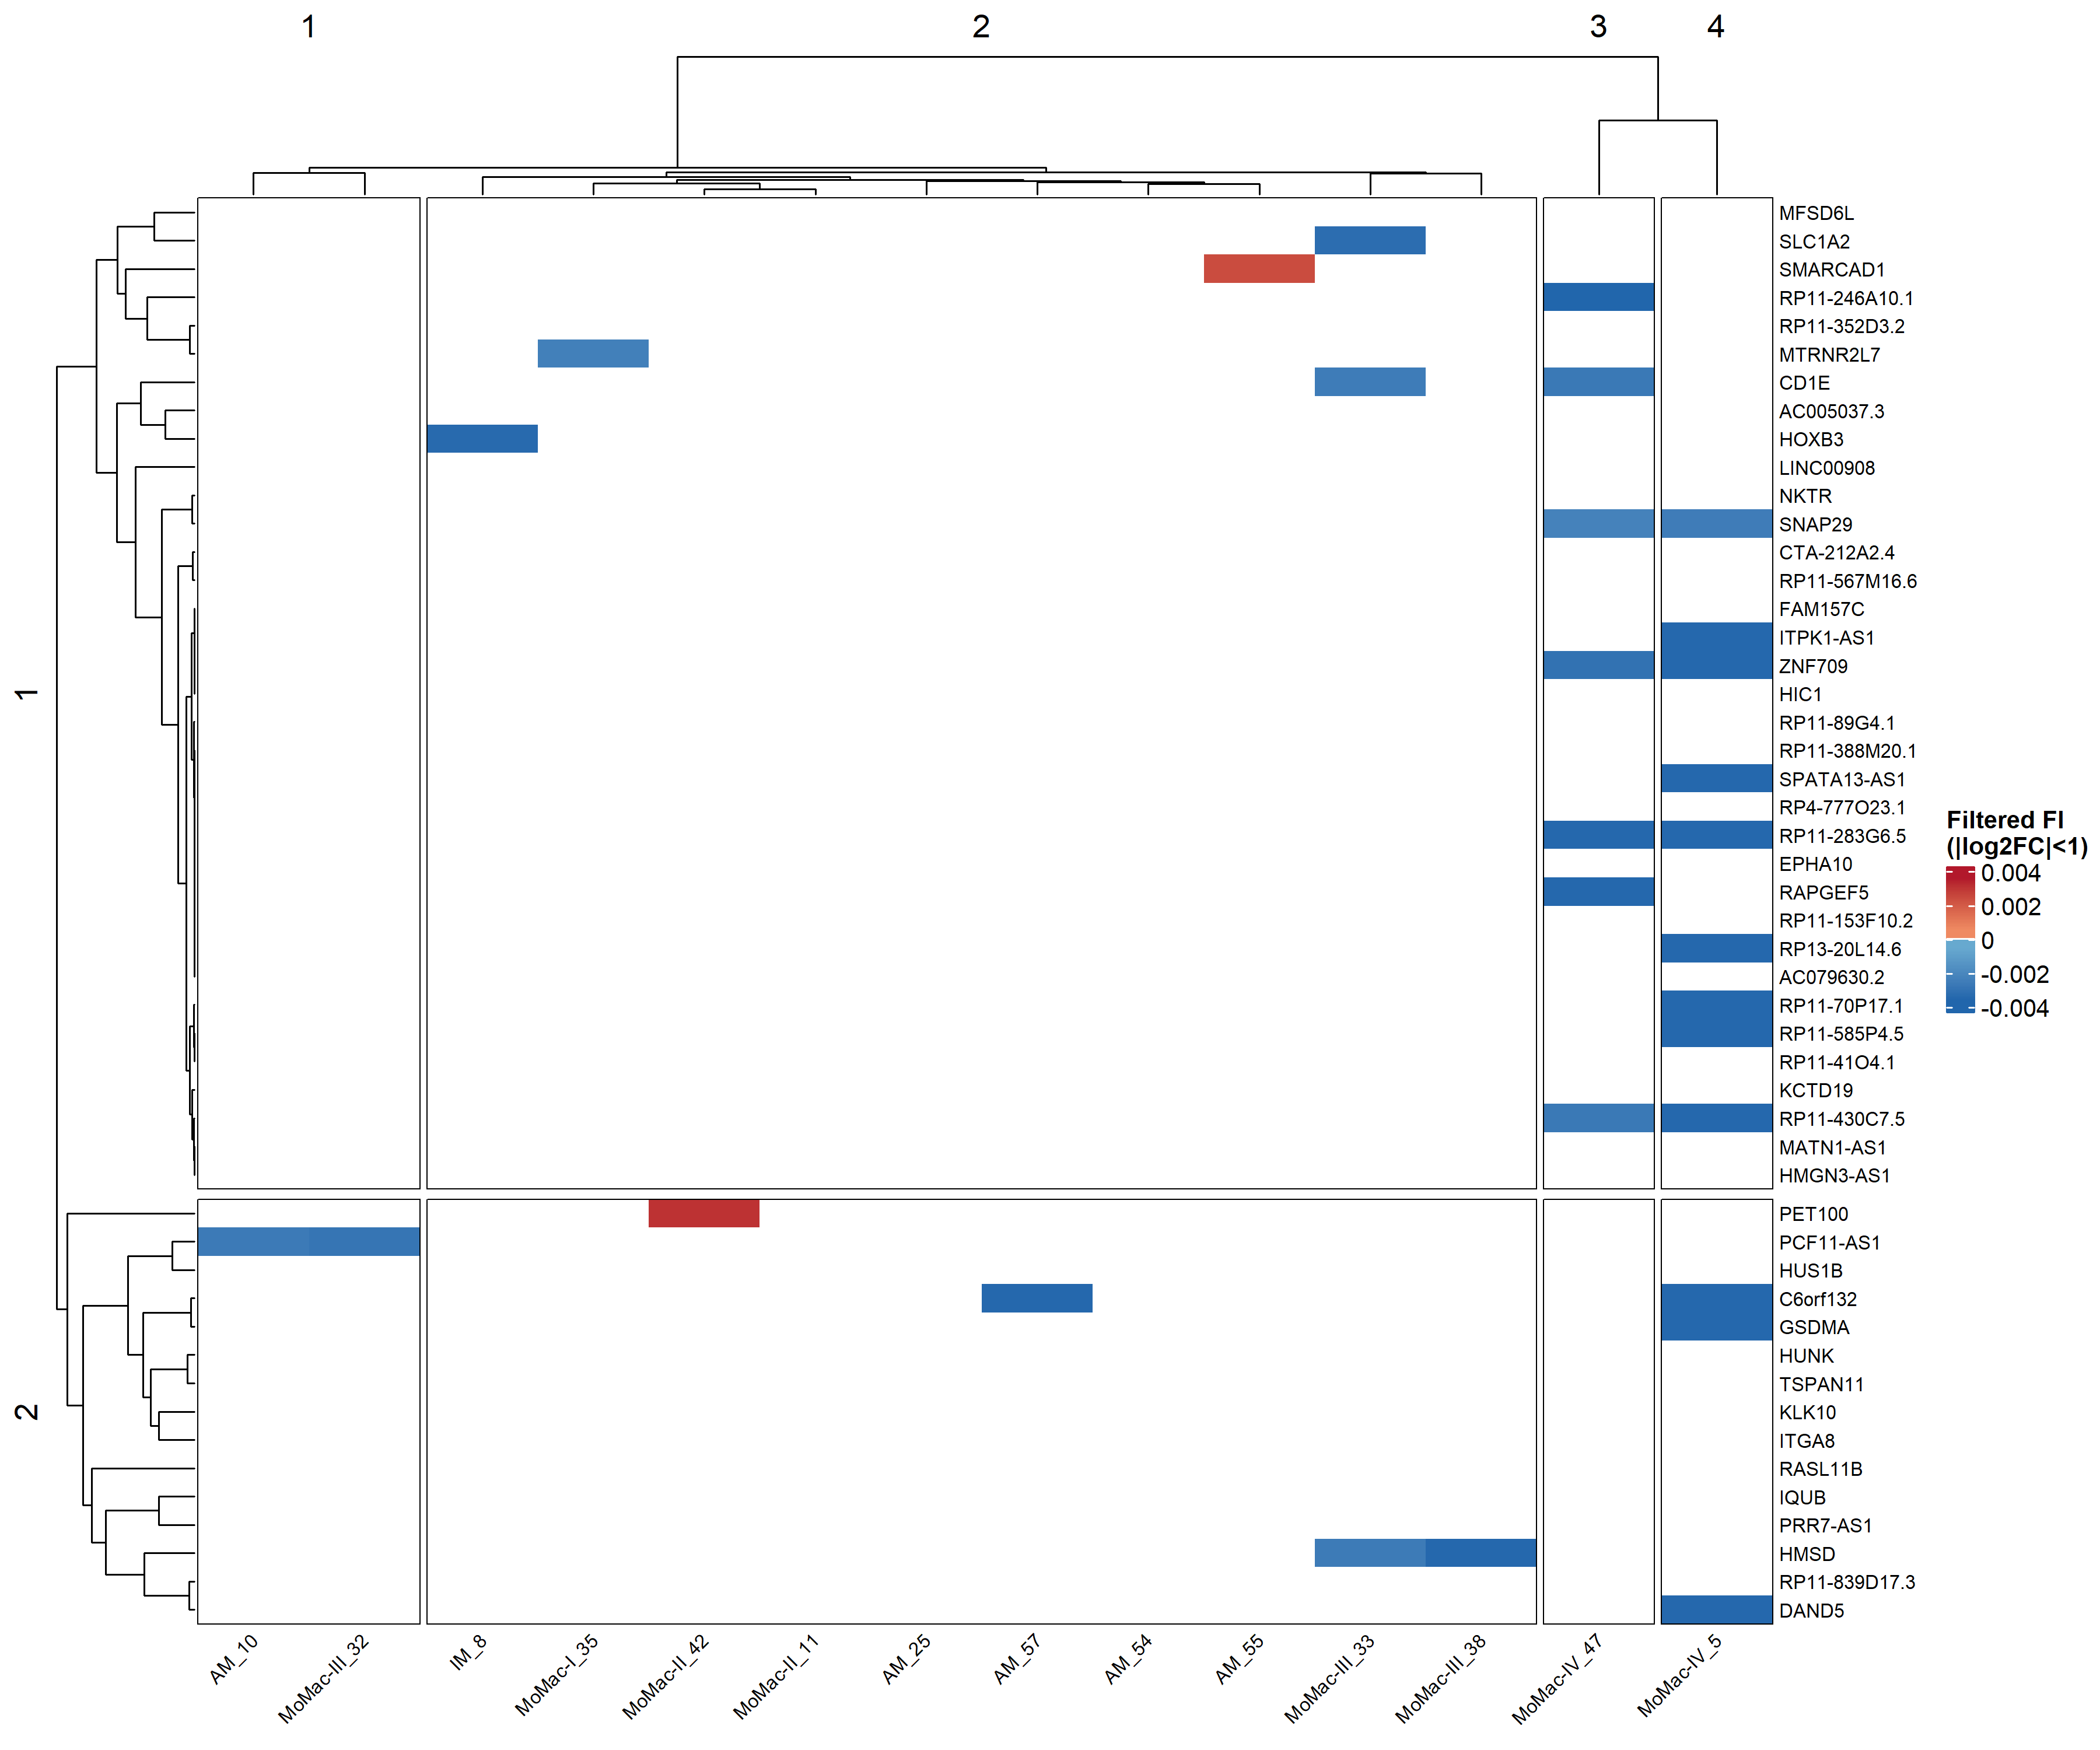 1
2
3
4
1
2
MFSD6L
SLC1A2
SMARCAD1
RP11-246A10.1
RP11-352D3.2
MTRNR2L7
CD1E
AC005037.3
HOXB3
LINC00908
NKTR
SNAP29
CTA-212A2.4
RP11-567M16.6
FAM157C
ITPK1-AS1
ZNF709
HIC1
RP11-89G4.1
RP11-388M20.1
SPATA13-AS1
RP4-777O23.1
RP11-283G6.5
EPHA10
RAPGEF5
RP11-153F10.2
RP13-20L14.6
AC079630.2
RP11-70P17.1
RP11-585P4.5
RP11-41O4.1
KCTD19
RP11-430C7.5
MATN1-AS1
HMGN3-AS1
PET100
PCF11-AS1
HUS1B
C6orf132
GSDMA
HUNK
TSPAN11
KLK10
ITGA8
RASL11B
IQUB
PRR7-AS1
HMSD
RP11-839D17.3
DAND5
AM_10
MoMac-III_32
IM_8
MoMac-I_35
MoMac-II_42
MoMac-II_11
AM_25
AM_57
AM_54
AM_55
MoMac-III_33
MoMac-III_38
MoMac-IV_47
MoMac-IV_5
Filtered FI
(|log2FC|<1)
0.004
0.002
0
-0.002
-0.004